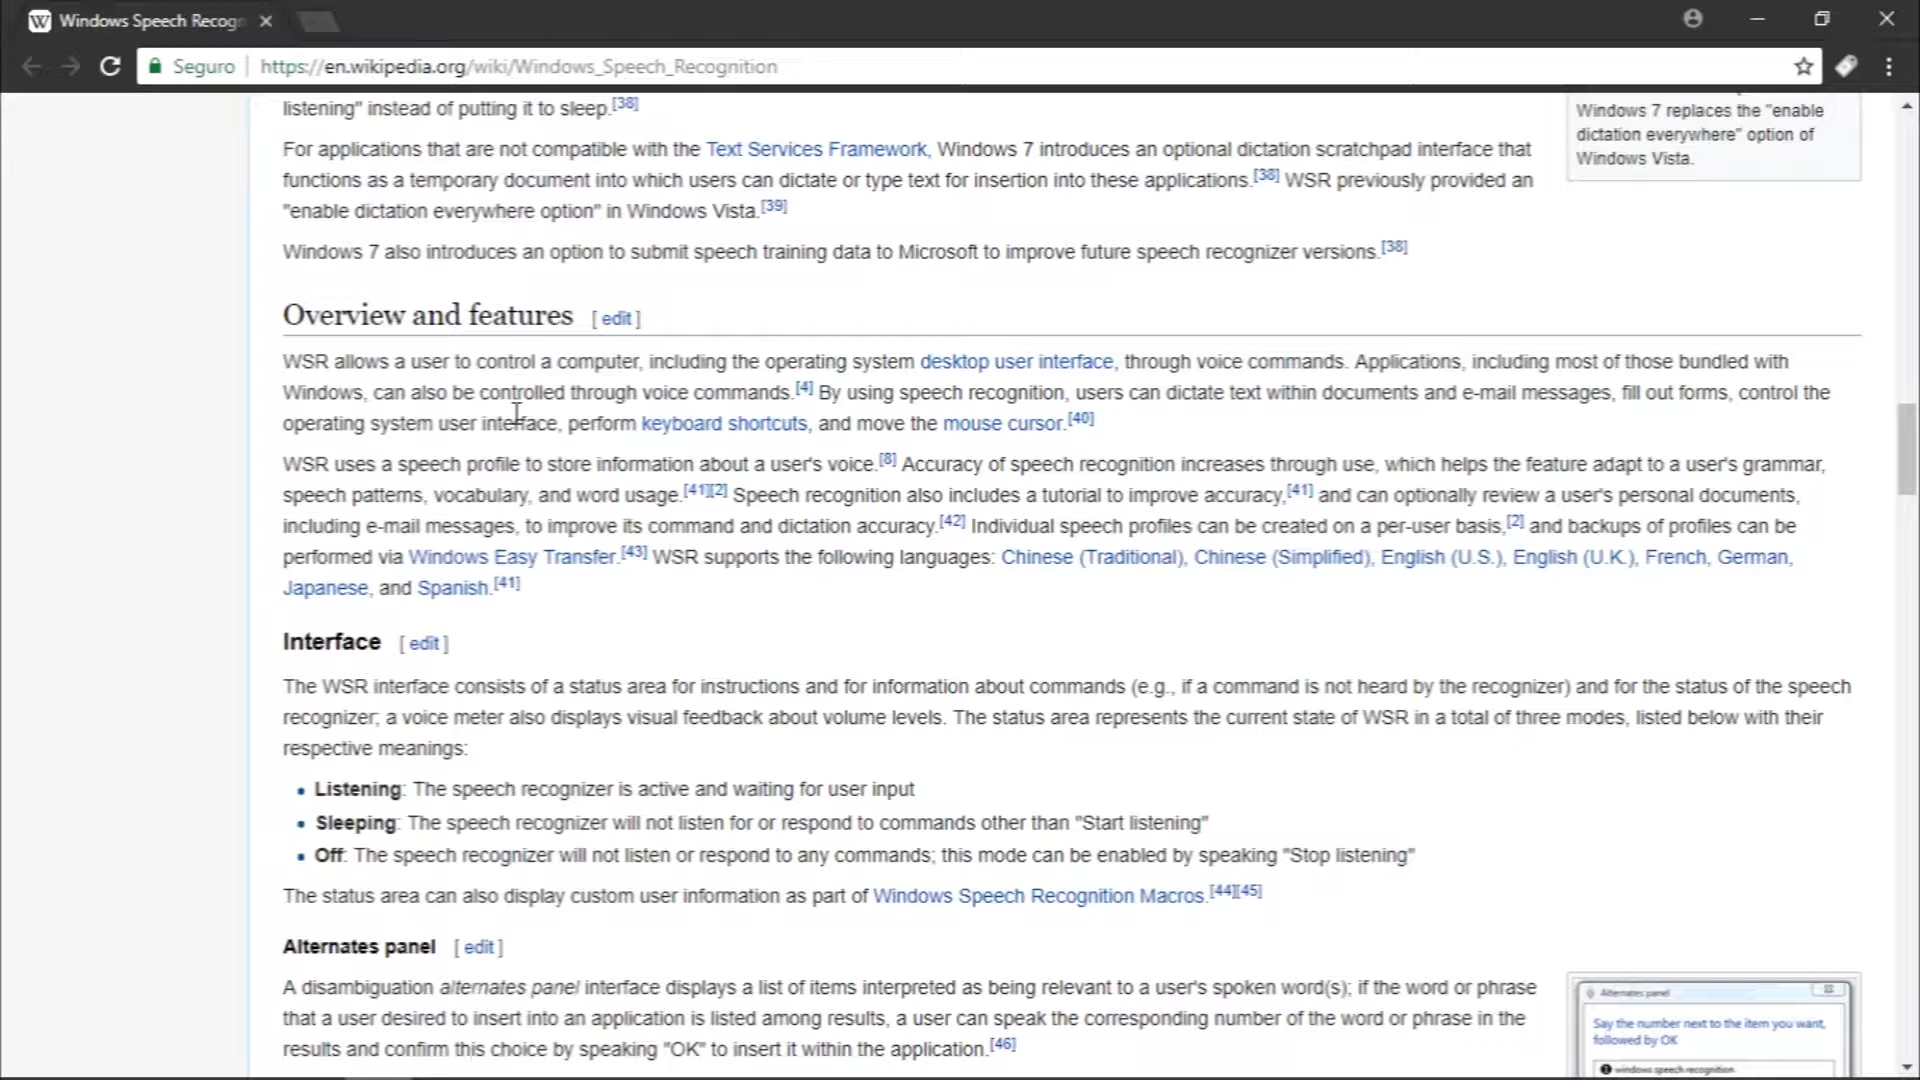 Windows Speech Recogn
Seguro
https://en.wikipedia.org/wiki/Windows_Speech_Recognition
listening" instead of putting it to sleep.[38]
For applications that are not compatible with the Text Services Framework, Windows 7 introduces an optional dictation scratchpad interface that
functions as a temporary document into which users can dictate or type text for insertion into these applications.[38] WSR previously provided an
"enable dictation everywhere option" in Windows Vista.[39]
Windows 7 also introduces an option to submit speech training data to Microsoft to improve future speech recognizer versions.[38]
Windows 7 replaces the "enable
dictation everywhere" option of
Windows Vista.
Overview and features [ edit ]
WSR allows a user to control a computer, including the operating system desktop user interface, through voice commands. Applications, including most of those bundled with
Windows, can also be controlled through voice commands.[4] By using speech recognition, users can dictate text within documents and e-mail messages, fill out forms, control the
operating system user interface, perform keyboard shortcuts, and move the mouse cursor.[40]
WSR uses a speech profile to store information about a user's voice.[8] Accuracy of speech recognition increases through use, which helps the feature adapt to a user's grammar,
speech patterns, vocabulary, and word usage.[41][2] Speech recognition also includes a tutorial to improve accuracy,[41] and can optionally review a user's personal documents,
including e-mail messages, to improve its command and dictation accuracy.[42] Individual speech profiles can be created on a per-user basis,[2] and backups of profiles can be
performed via Windows Easy Transfer.[43] WSR supports the following languages: Chinese (Traditional), Chinese (Simplified), English (U.S.), English (U.K.), French, German,
Japanese, and Spanish.[41]
Interface [ edit ]
The WSR interface consists of a status area for instructions and for information about commands (e.g., if a command is not heard by the recognizer) and for the status of the speech
recognizer; a voice meter also displays visual feedback about volume levels. The status area represents the current state of WSR in a total of three modes, listed below with their
respective meanings:
• Listening: The speech recognizer is active and waiting for user input
• Sleeping: The speech recognizer will not listen for or respond to commands other than "Start listening"
• Off: The speech recognizer will not listen or respond to any commands; this mode can be enabled by speaking "Stop listening"
The status area can also display custom user information as part of Windows Speech Recognition Macros.[44][45]
Alternates panel [ edit ]
A disambiguation alternates panel interface displays a list of items interpreted as being relevant to a user's spoken word(s); if the word or phrase
that a user desired to insert into an application is listed among results, a user can speak the corresponding number of the word or phrase in the
results and confirm this choice by speaking "OK" to insert it within the application.[46]
Alternates panel
Say the number next to the item you want,
followed by OK
1 windows speech recognition